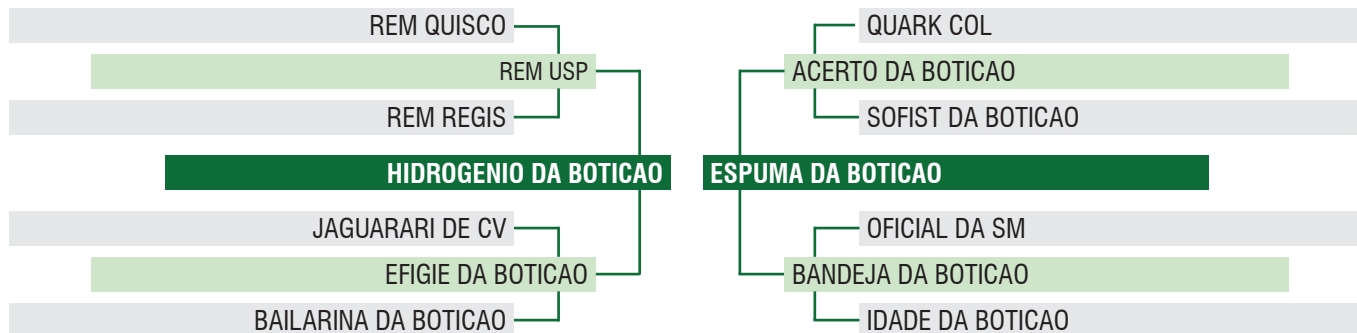 REM QUISCO
REM USP
REM REGIS
HIDROGENIO DA BOTICAO
JAGUARARI DE CV
EFIGIE DA BOTICAO
BAILARINA DA BOTICAO
QUARK COL
ACERTO DA BOTICAO
SOFIST DA BOTICAO
ESPUMA DA BOTICAO
OFICIAL DA SM
BANDEJA DA BOTICAO
IDADE DA BOTICAO